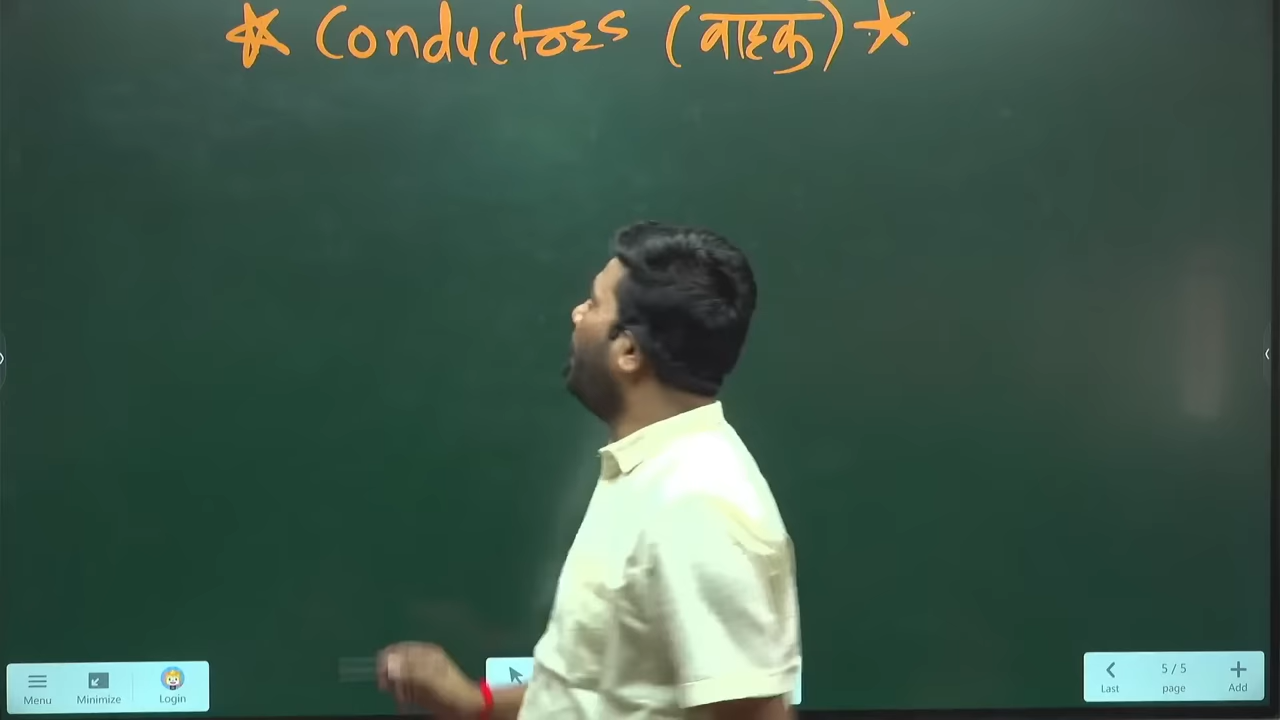 Conductors (वाहक)
Menu Minimize Login
5 / 5
Last page Add